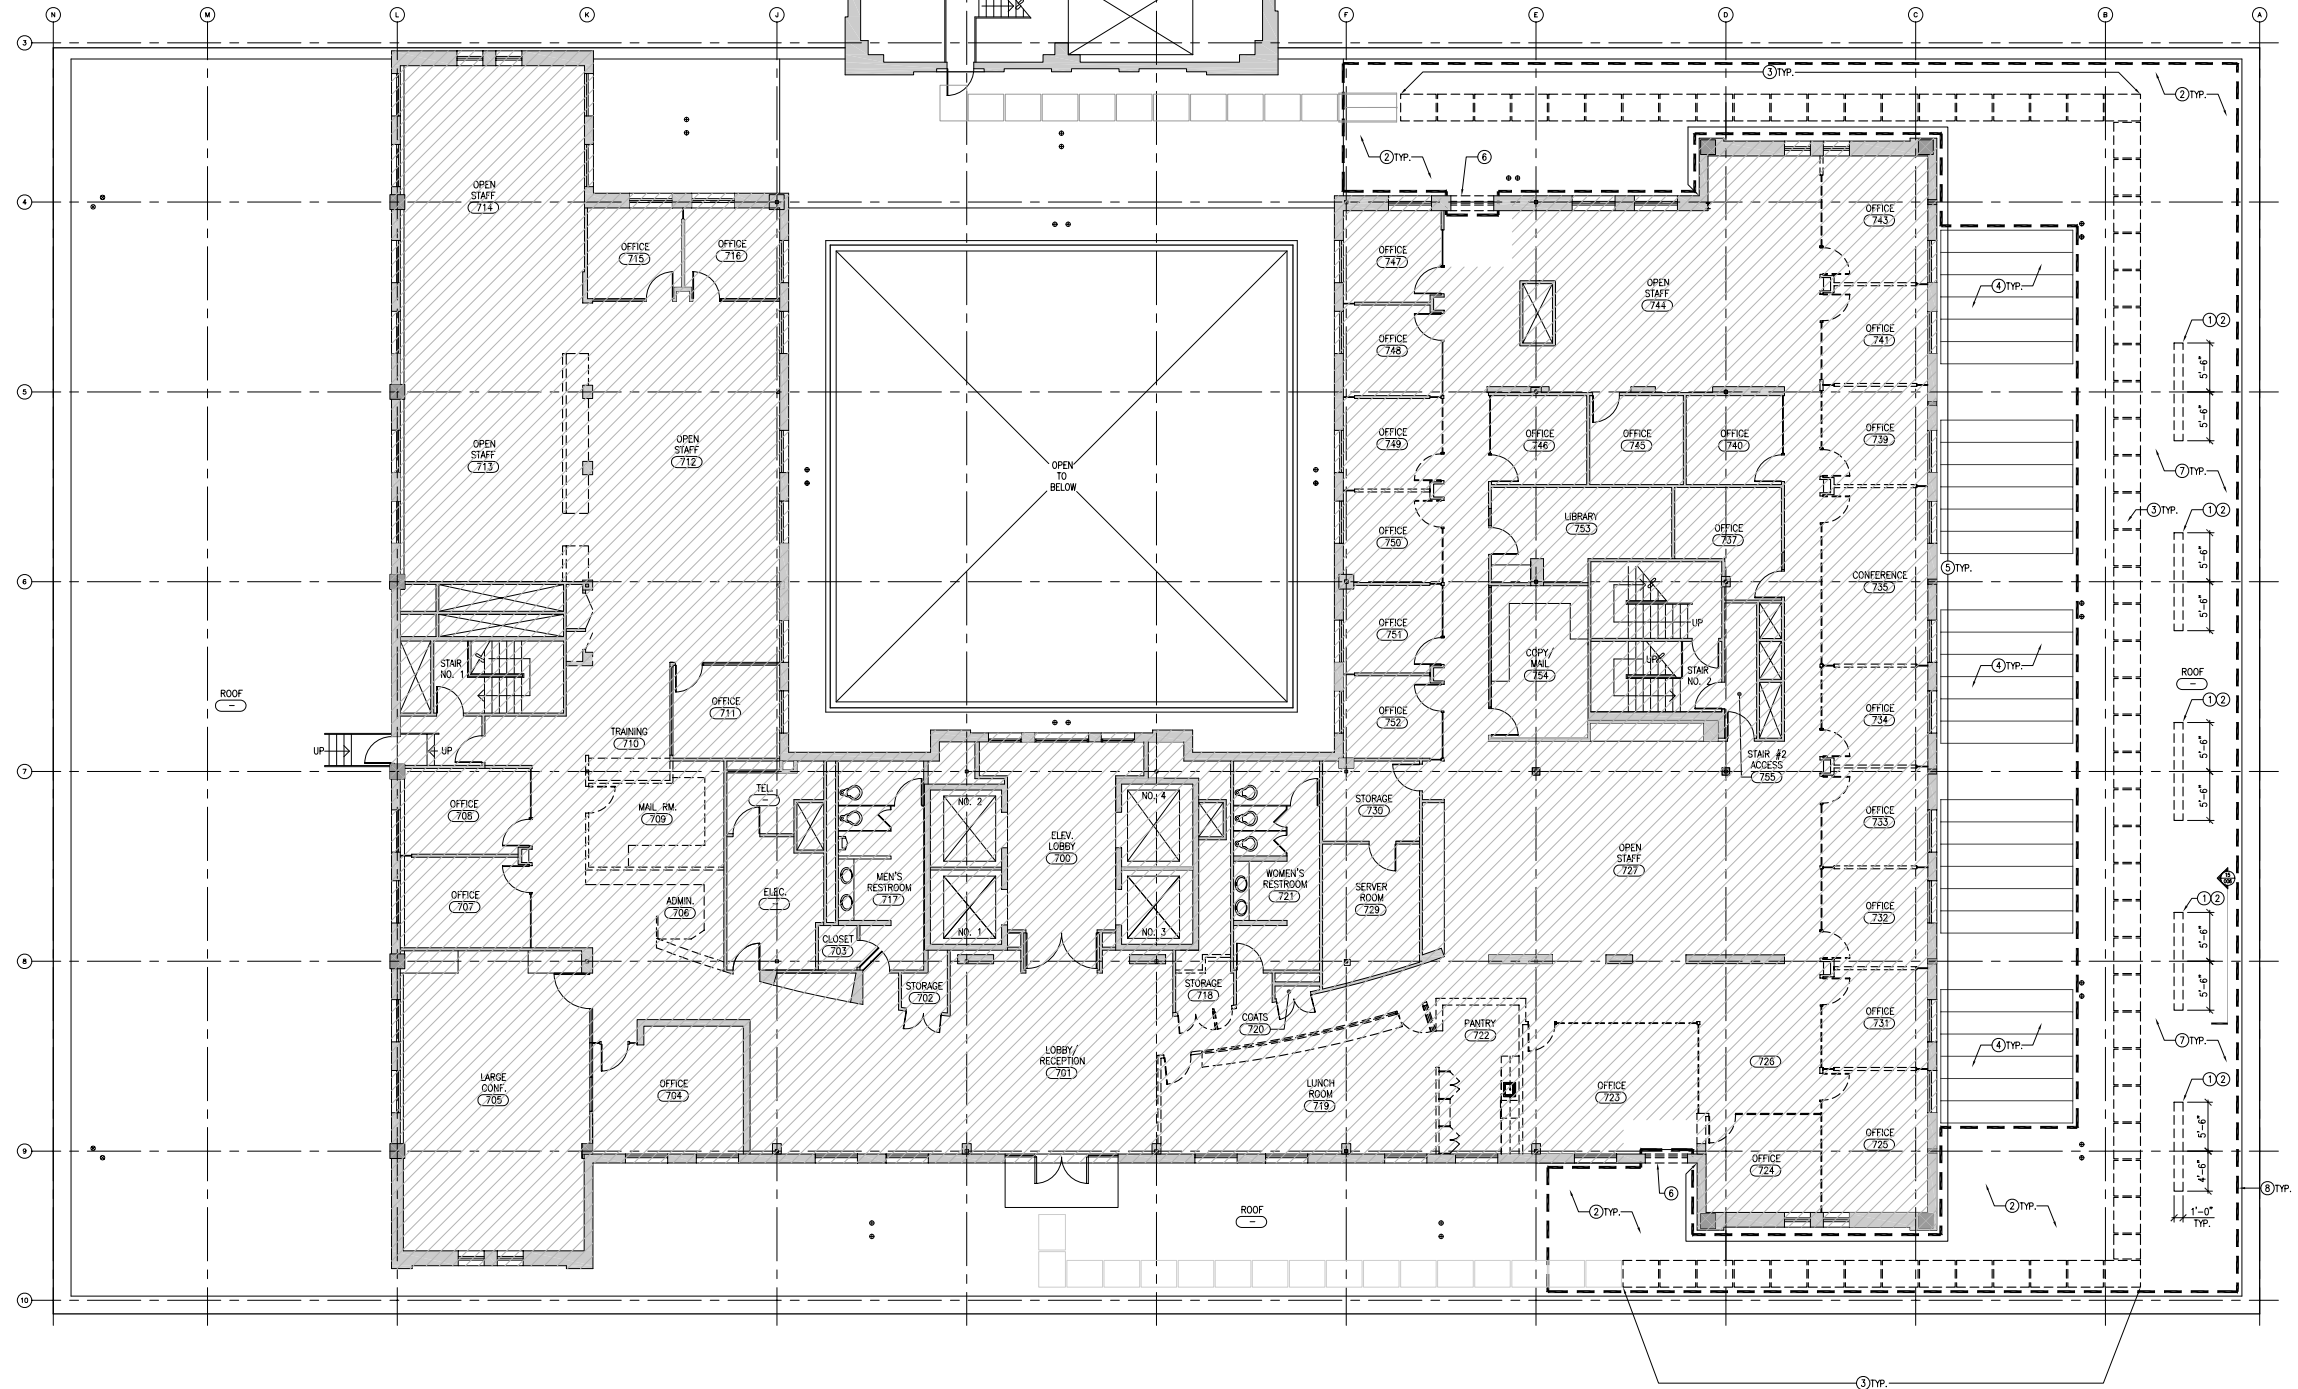 N M L K J F E D C B A
3
3 TYP.
2 TYP.
2 TYP.
6
4
OPEN
STAFF
714
OFFICE
715
OFFICE
716
OFFICE
747
OFFICE
743
OPEN
STAFF
744
4 TYP.
OFFICE
748
OFFICE
741
1 2
5'-6"
5'-6"
5
OPEN
STAFF
713
OPEN
STAFF
712
OPEN
TO
BELOW
OFFICE
749
OFFICE
746
OFFICE
745
OFFICE
740
OFFICE
739
7 TYP.
3 TYP.
1 2
5'-6"
5'-6"
OFFICE
750
LIBRARY
753
OFFICE
737
5 TYP.
6
CONFERENCE
735
OFFICE
751
UP
UP
COPY/
MAIL
754
STAIR
NO. 2
4 TYP.
STAIR
NO. 1
ROOF
-
ROOF
-
1 2
5'-6"
5'-6"
OFFICE
711
OFFICE
752
OFFICE
734
TRAINING
710
UP
UP
STAIR #2
ACCESS
755
7
TEL.
-
MAIL RM.
709
OFFICE
708
NO. 2
NO. 4
ELEV.
LOBBY
700
STORAGE
730
OFFICE
733
OPEN
STAFF
727
OFFICE
707
ADMIN.
706
ELEC.
-
MEN'S
RESTROOM
717
WOMEN'S
RESTROOM
721
SERVER
ROOM
729
OFFICE
732
1 2
5'-6"
5'-6"
NO. 1
NO. 3
CLOSET
703
8
STORAGE
702
STORAGE
718
COATS
720
PANTRY
722
OFFICE
731
7 TYP.
4 TYP.
LOBBY/
RECEPTION
701
726
LARGE
CONF.
705
OFFICE
704
LUNCH
ROOM
719
OFFICE
723
1 2
5'-6"
4'-6"
9
OFFICE
725
OFFICE
724
6
8 TYP.
2 TYP.
2 TYP.
1'-0"
TYP.
ROOF
-
10
3 TYP.